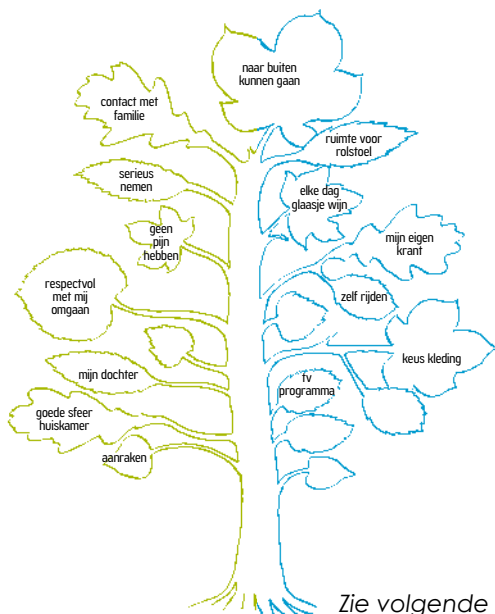 naar buiten
kunnen gaan
contact met
familie
ruimte voor
rolstoel
serieus
nemen
elke dag
glaasje wijn
geen
pijn
hebben
mijn eigen
krant
respectvol
met mij
omgaan
zelf rijden
keus kleding
mijn dochter
tv
programma
goede sfeer
huiskamer
aanraken
Zie volgende